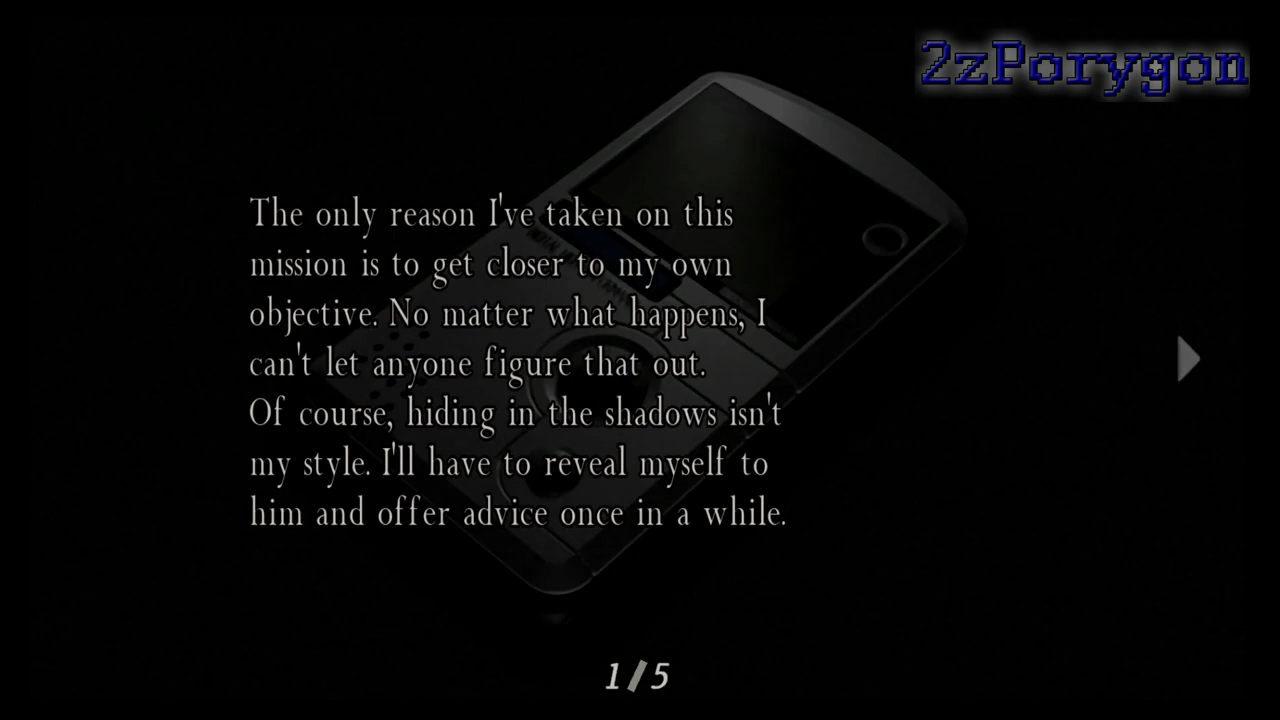 2zPorygon
The only reason I've taken on this
mission is to get closer to my own
objective. No matter what happens, I
can't let anyone figure that out.
Of course, hiding in the shadows isn't
my style. I'll have to reveal myself to
him and offer advice once in a while.
1/5